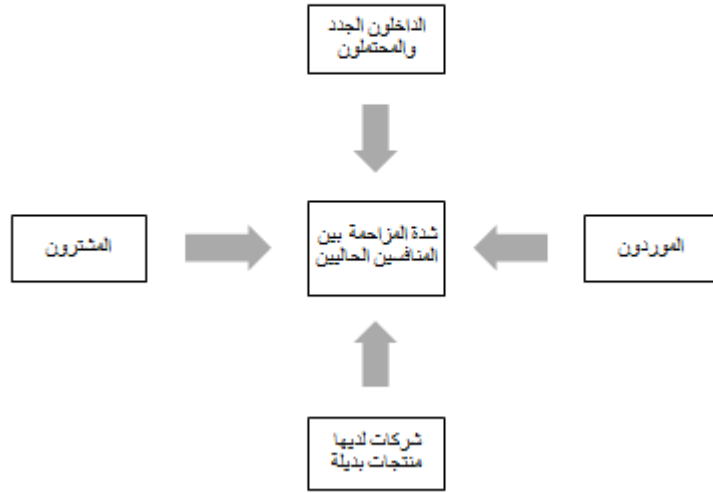 الداخلون الجدد
والمحتملون
الموردون
شدة المزاحمة بين
المنافسين الحاليين
المشترون
شركات لديها
منتجات بديلة